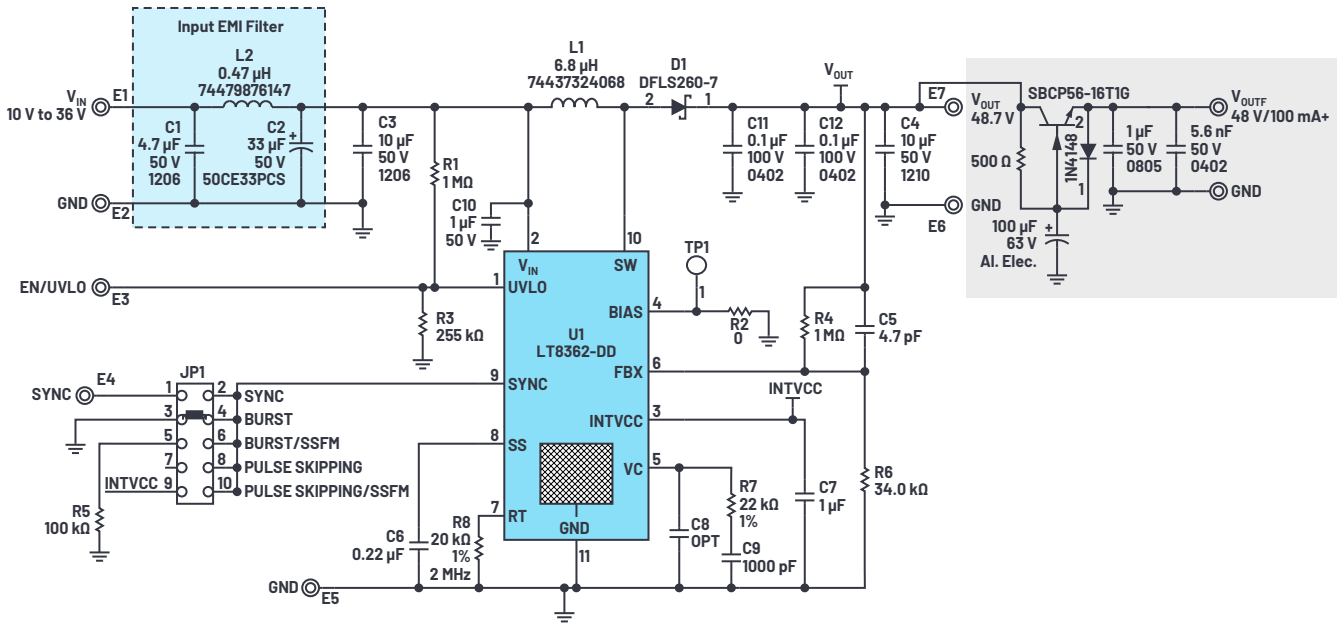 Input EMI Filter
L2
0.47 µH
74479876147
V_IN
10 V to 36 V
E1
C1
4.7 µF
50 V
1206
C2
+
33 µF
50 V
50CE33PCS
GND
E2
C3
10 µF
50 V
1206
R1
1 MΩ
C10
1 µF
50 V
L1
6.8 µH
74437324068
D1
DFLS260-7
2
1
V_OUT
C11
0.1 µF
100 V
0402
C12
0.1 µF
100 V
0402
C4
10 µF
50 V
1210
E7
V_OUT
48.7 V
GND
E6
SBCP56-16T1G
V_OUTF
48 V/100 mA+
500 Ω
2
1N4148
1
1 µF
50 V
0805
5.6 nF
50 V
0402
GND
100 µF
+
63 V
Al. Elec.
EN/UVLO
E3
R3
255 kΩ
2
10
V_IN
SW
1
UVLO
BIAS
4
TP1
1
R2
0
U1
LT8362-DD
FBX
6
R4
1 MΩ
C5
4.7 pF
9
SYNC
INTVCC
3
INTVCC
8
SS
VC
5
7
RT
GND
11
R7
22 kΩ
1%
C7
1 µF
R6
34.0 kΩ
C8
OPT
C9
1000 pF
JP1
SYNC
E4
1
2
SYNC
3
4
BURST
5
6
BURST/SSFM
7
8
PULSE SKIPPING
INTVCC
9
10
PULSE SKIPPING/SSFM
R5
100 kΩ
C6
0.22 µF
R8
20 kΩ
1%
2 MHz
GND
E5